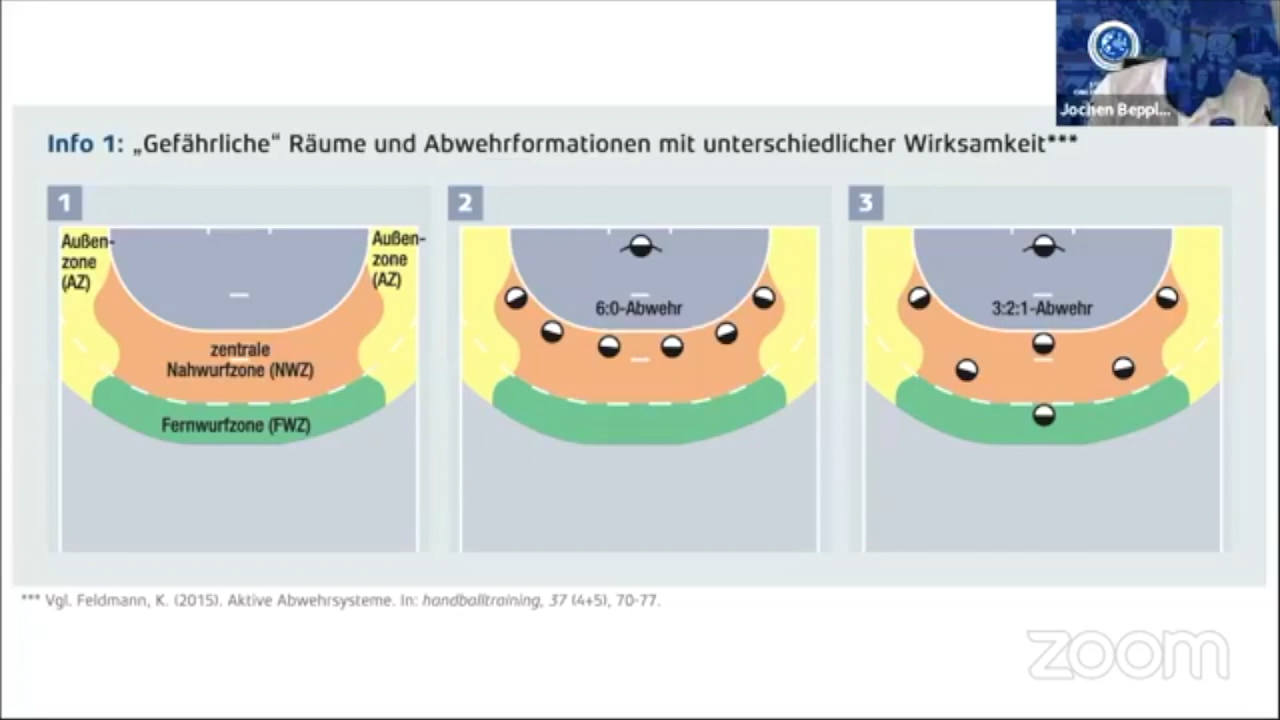 Jochen Beppl...
Info 1: „Gefährliche“ Räume und Abwehrformationen mit unterschiedlicher Wirksamkeit***
1
Außen-
zone
(AZ)
Außen-
zone
(AZ)
zentrale
Nahwurfzone (NWZ)
Fernwurfzone (FWZ)
2
6:0-Abwehr
3
3:2:1-Abwehr
*** Vgl. Feldmann, K. (2015). Aktive Abwehrsysteme. In: handballtraining, 37 (4+5), 70-77.
zoom